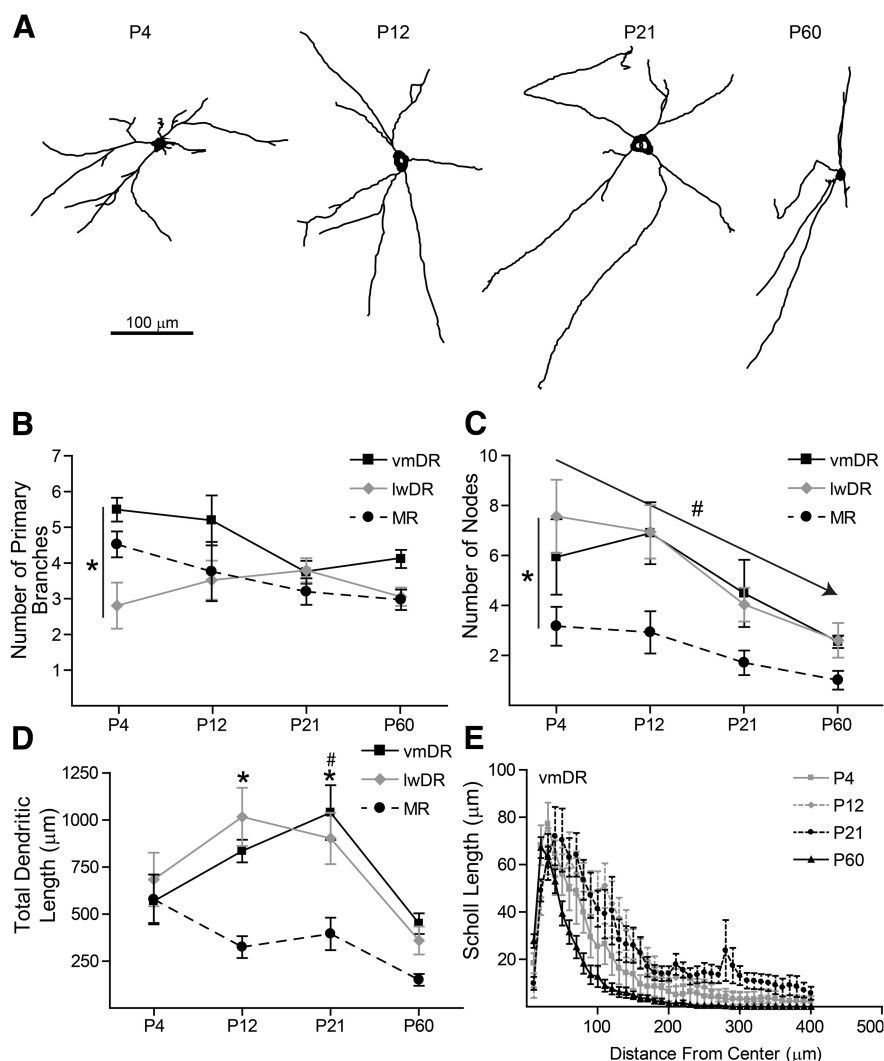 A
P4 P12 P21 P60
100 μm
B
Number of Primary
Branches
7
6
5
4
3
2
1
*
vmDR
lwDR
MR
P4 P12 P21 P60
C
Number of Nodes
10
8
6
4
2
*
#
vmDR
lwDR
MR
P4 P12 P21 P60
D
Total Dendritic
Length (μm)
1250
1000
750
500
250
*
#
*
vmDR
lwDR
MR
P4 P12 P21 P60
E
Scholl Length (μm)
100
80
60
40
20
vmDR
P4
P12
P21
P60
100 200 300 400 500
Distance From Center (μm)